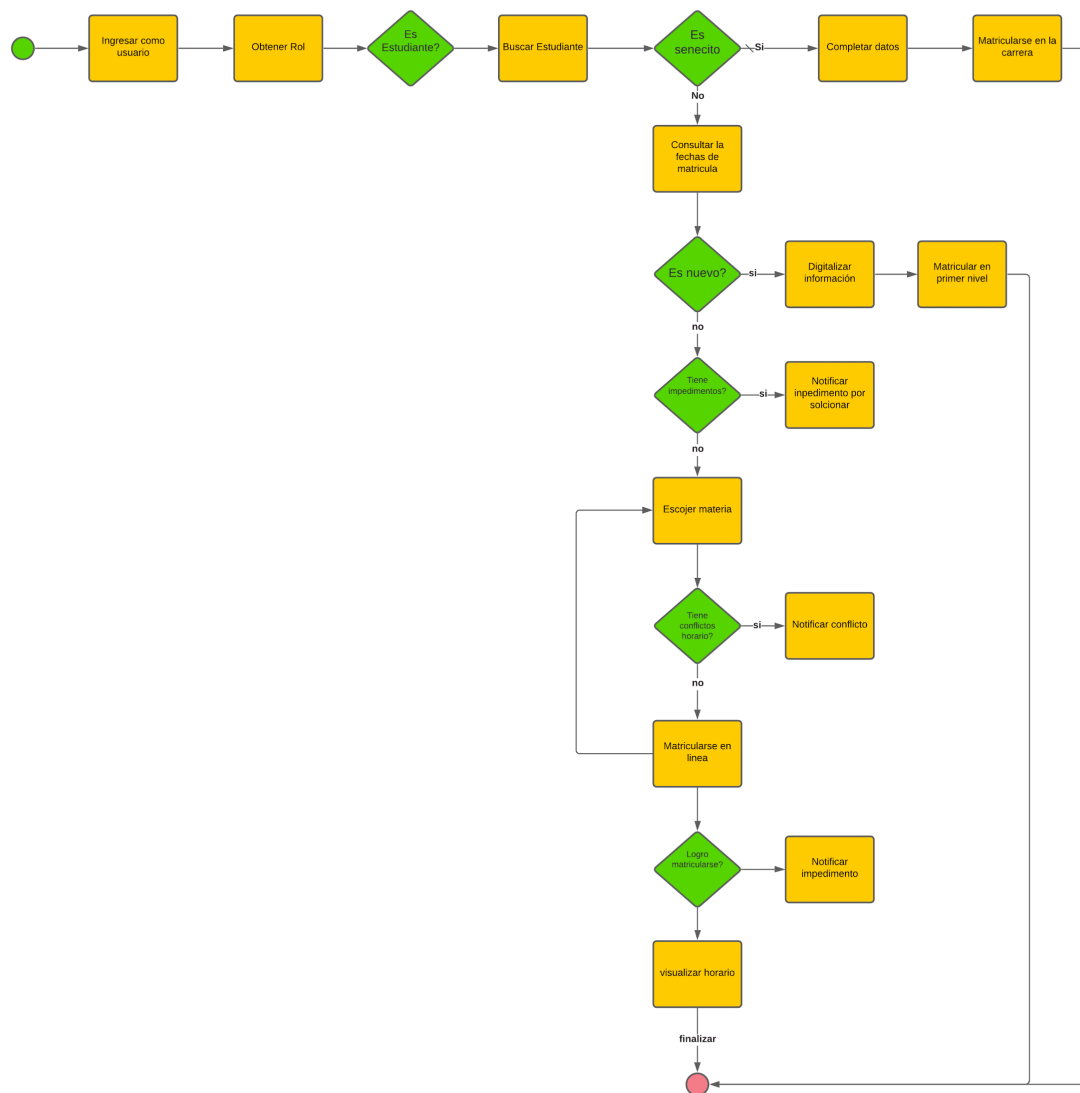 Ingresar como
usuario
Obtener Rol
Es
Estudiante?
Buscar Estudiante
Es
senecito
Si
Completar datos
Matricularse en la
carrera
No
Consultar la
fechas de
matricula
Es nuevo?
si
Digitalizar
información
Matricular en
primer nivel
no
Tiene
impedimentos?
si
Notificar
inpedimento por
solcionar
no
Escojer materia
Tiene
conflictos
horario?
si
Notificar conflicto
no
Matricularse en
linea
Logro
matricularse?
Notificar
impedimento
visualizar horario
finalizar